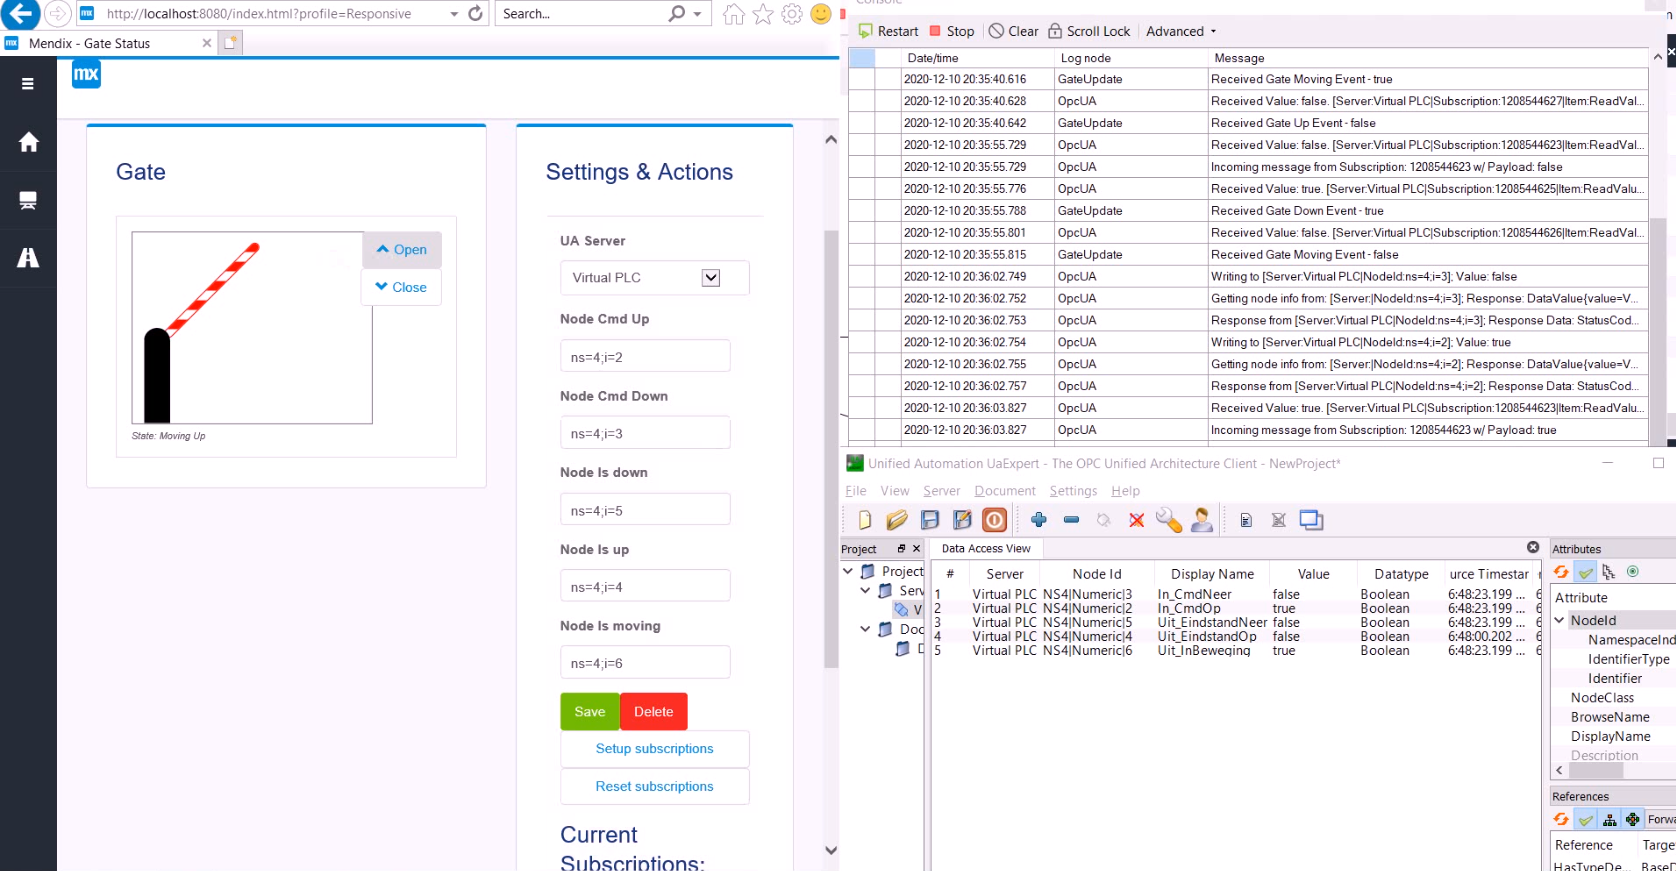 http://localhost:8080/index.html?profile=Responsive
Search...
mx Mendix - Gate Status
mx
Gate
Open
Close
State: Moving Up
Settings & Actions
UA Server
Virtual PLC
Node Cmd Up
ns=4;i=2
Node Cmd Down
ns=4;i=3
Node Is down
ns=4;i=5
Node Is up
ns=4;i=4
Node Is moving
ns=4;i=6
Save Delete
Setup subscriptions
Reset subscriptions
Current
Subscriptions:
Console
Restart Stop Clear Scroll Lock Advanced
Date/time Log node Message
2020-12-10 20:35:40.616 GateUpdate Received Gate Moving Event - true
2020-12-10 20:35:40.628 OpcUA Received Value: false. [Server:Virtual PLC|Subscription:1208544627|Item:ReadVal...
2020-12-10 20:35:40.642 GateUpdate Received Gate Up Event - false
2020-12-10 20:35:55.729 OpcUA Received Value: false. [Server:Virtual PLC|Subscription:1208544623|Item:ReadVal...
2020-12-10 20:35:55.729 OpcUA Incoming message from Subscription: 1208544623 w/ Payload: false
2020-12-10 20:35:55.776 OpcUA Received Value: true. [Server:Virtual PLC|Subscription:1208544625|Item:ReadValu...
2020-12-10 20:35:55.788 GateUpdate Received Gate Down Event - true
2020-12-10 20:35:55.801 OpcUA Received Value: false. [Server:Virtual PLC|Subscription:1208544626|Item:ReadVal...
2020-12-10 20:35:55.815 GateUpdate Received Gate Moving Event - false
2020-12-10 20:36:02.749 OpcUA Writing to [Server:Virtual PLC|NodeId:ns=4;i=3]; Value: false
2020-12-10 20:36:02.752 OpcUA Getting node info from: [Server:|NodeId:ns=4;i=3]; Response: DataValue{value=V...
2020-12-10 20:36:02.753 OpcUA Response from [Server:Virtual PLC|NodeId:ns=4;i=3]; Response Data: StatusCod...
2020-12-10 20:36:02.754 OpcUA Writing to [Server:Virtual PLC|NodeId:ns=4;i=2]; Value: true
2020-12-10 20:36:02.755 OpcUA Getting node info from: [Server:|NodeId:ns=4;i=2]; Response: DataValue{value=V...
2020-12-10 20:36:02.757 OpcUA Response from [Server:Virtual PLC|NodeId:ns=4;i=2]; Response Data: StatusCod...
2020-12-10 20:36:03.827 OpcUA Received Value: true. [Server:Virtual PLC|Subscription:1208544623|Item:ReadValu...
2020-12-10 20:36:03.827 OpcUA Incoming message from Subscription: 1208544623 w/ Payload: true
Unified Automation UaExpert - The OPC Unified Architecture Client - NewProject*
File View Server Document Settings Help
Project
Project
Serv
V
Doc
D
Data Access View
# Server Node Id Display Name Value Datatype urce Timestar
1 Virtual PLC NS4|Numeric|3 In_CmdNeer false Boolean 6:48:23.199 ...
2 Virtual PLC NS4|Numeric|2 In_CmdOp true Boolean 6:48:23.199 ...
3 Virtual PLC NS4|Numeric|5 Uit_EindstandNeer false Boolean 6:48:23.199 ...
4 Virtual PLC NS4|Numeric|4 Uit_EindstandOp false Boolean 6:48:00.202 ...
5 Virtual PLC NS4|Numeric|6 Uit_InBeweging true Boolean 6:48:23.199 ...
Attributes
Attribute
NodeId
NamespaceInd
IdentifierType
Identifier
NodeClass
BrowseName
DisplayName
Description
References
Forwa
Reference Targe
HasTypeDe... BaseD